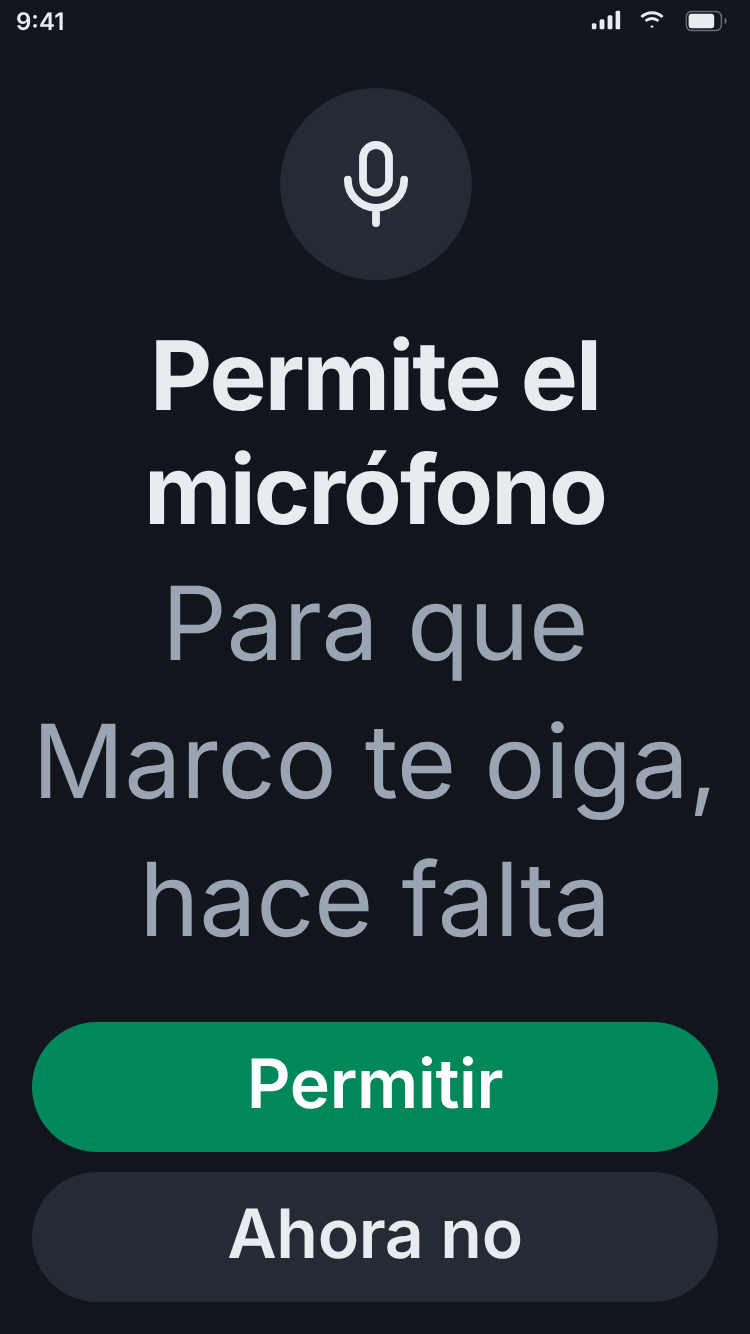 9:41
Permite el
micrófono
Para que
Marco te oiga,
hace falta
Permitir
Ahora no